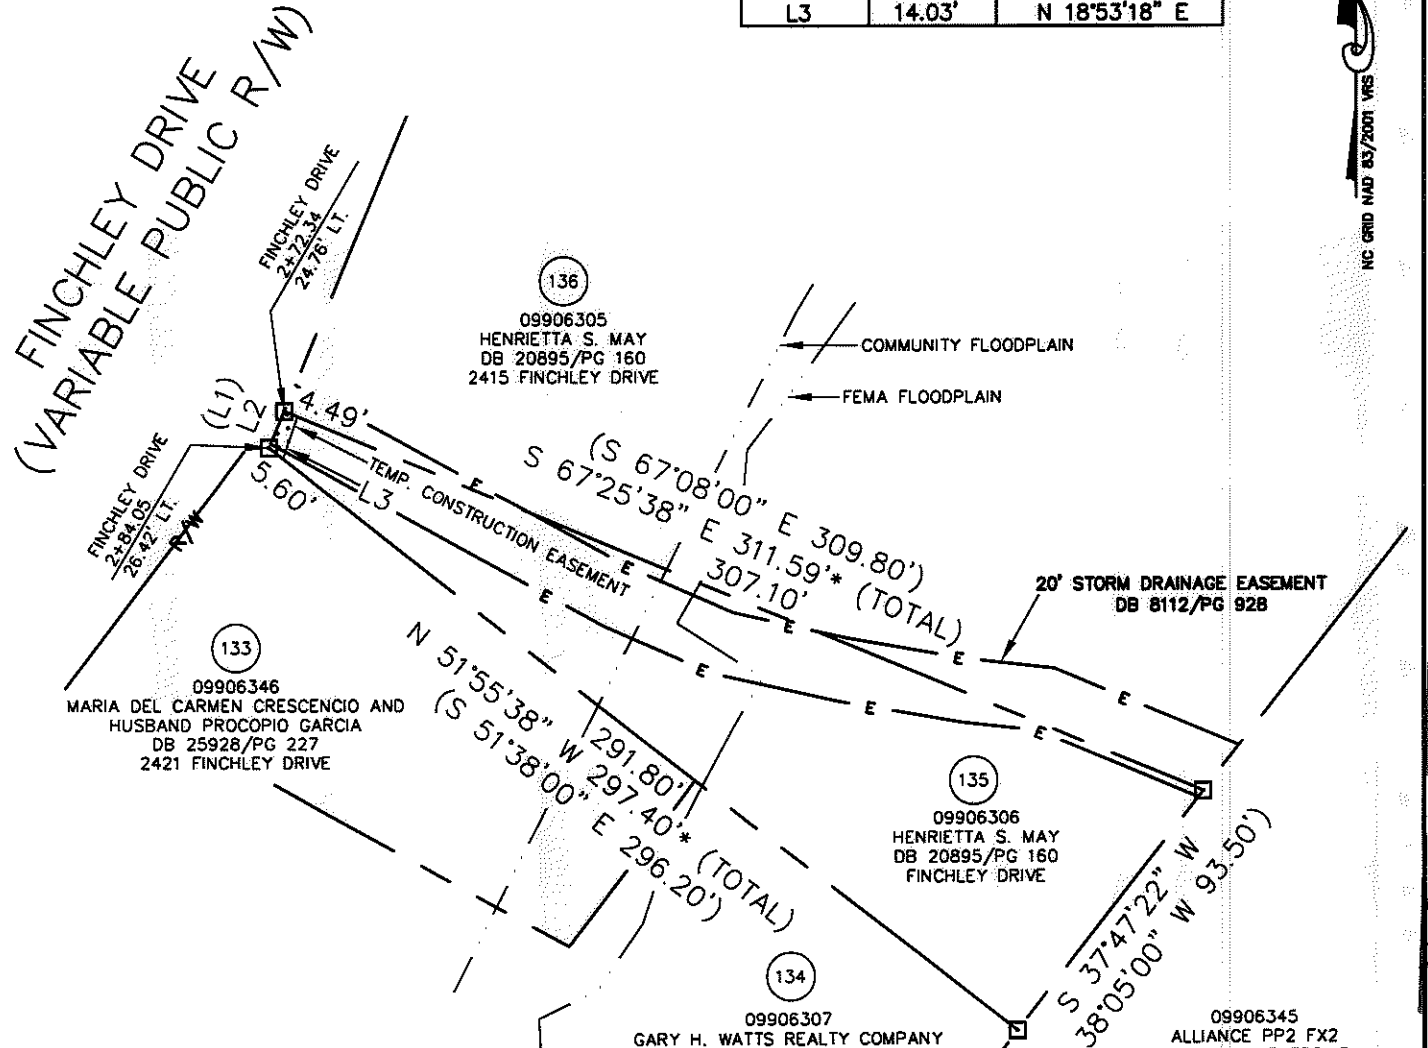 L3 14.03' N 18°53'18" E
NC GRID NAD 83/2001 VRS
FINCHLEY DRIVE
(VARIABLE PUBLIC R/W)
FINCHLEY DRIVE
2+72.34
24.76' LT.
136
09906305
HENRIETTA S. MAY
DB 20895/PG 160
2415 FINCHLEY DRIVE
COMMUNITY FLOODPLAIN
FEMA FLOODPLAIN
(L1)
L2
4.49'
5.60'
L3
TEMP. CONSTRUCTION EASEMENT
FINCHLEY DRIVE
2+84.05
26.42' LT.
R/W
(S 67°08'00" E 309.80')
S 67°25'38" E 311.59'* (TOTAL)
307.10'
E
E
E
E
E
E
E
E
20' STORM DRAINAGE EASEMENT
DB 8112/PG 928
133
09906346
MARIA DEL CARMEN CRESCENCIO AND
HUSBAND PROCOPIO GARCIA
DB 25928/PG 227
2421 FINCHLEY DRIVE
291.80'
N 51°55'38" W 297.40'* (TOTAL)
(S 51°38'00" E 296.20')
135
09906306
HENRIETTA S. MAY
DB 20895/PG 160
FINCHLEY DRIVE
S 37°47'22" W
38°05'00" W 93.50')
134
09906307
GARY H. WATTS REALTY COMPANY
09906345
ALLIANCE PP2 FX2